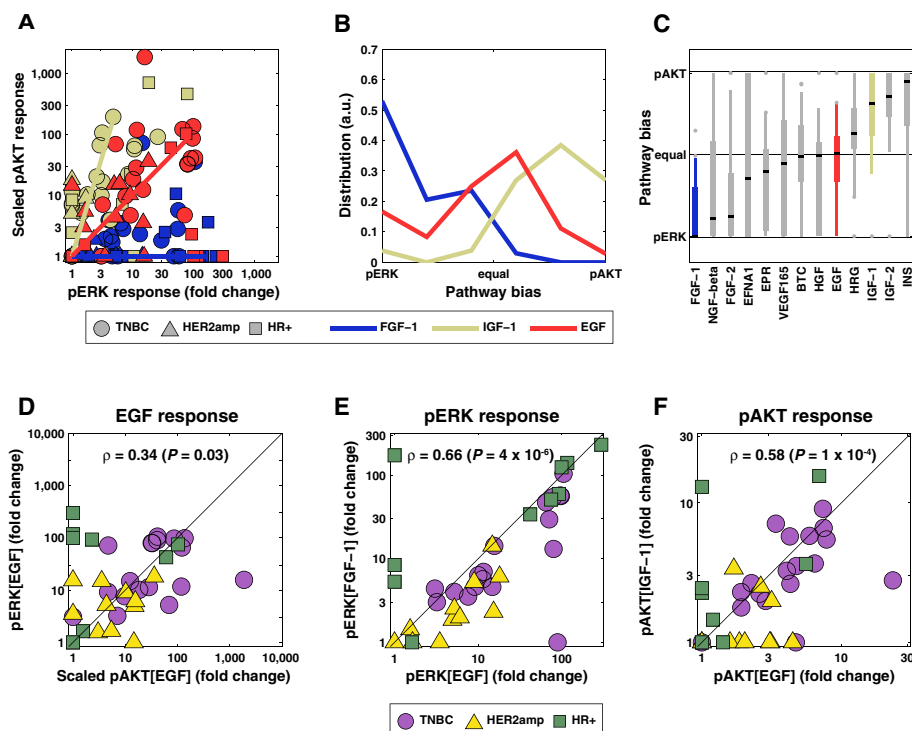 A
Scaled pAKT response
1,000
300
100
30
10
3
1
1 3 10 30 100 300 1,000
pERK response (fold change)
B
Distribution (a.u.)
0.7
0.6
0.5
0.4
0.3
0.2
0.1
0
pERK equal pAKT
Pathway bias
C
Pathway bias
pAKT
equal
pERK
FGF-1
NGF-beta
FGF-2
EFNA1
EPR
VEGF165
BTC
HGF
EGF
HRG
IGF-1
IGF-2
INS
TNBC HER2amp HR+ FGF-1 IGF-1 EGF
D
EGF response
ρ = 0.34 (P = 0.03)
pERK[EGF] (fold change)
10,000
1,000
100
10
1
1 10 100 1,000 10,000
Scaled pAKT[EGF] (fold change)
E
pERK response
ρ = 0.66 (P = 4 x 10⁻⁶)
pERK[FGF-1] (fold change)
300
100
30
10
3
1
1 10 100
pERK[EGF] (fold change)
F
pAKT response
ρ = 0.58 (P = 1 x 10⁻⁴)
pAKT[IGF-1] (fold change)
30
10
3
1
1 3 10 30
pAKT[EGF] (fold change)
TNBC HER2amp HR+